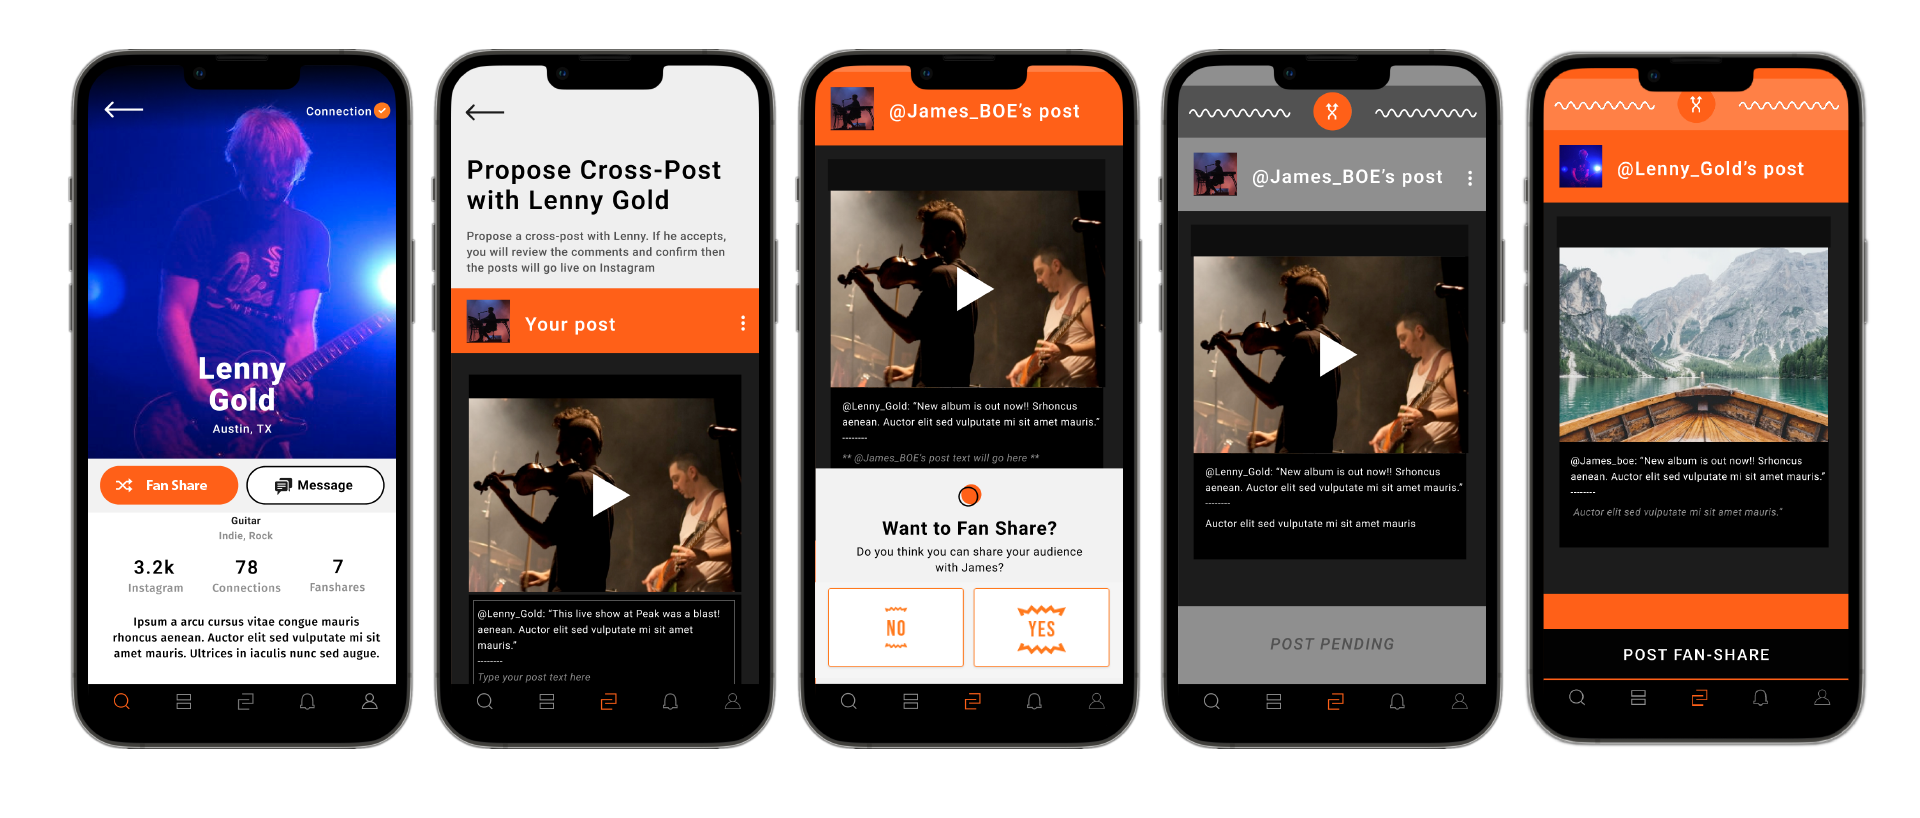 Connection
Lenny
Gold
Austin, TX
Fan Share
Message
Guitar
Indie, Rock
3.2k
78
7
Instagram
Connections
Fanshares
Ipsum a arcu cursus vitae congue mauris
rhoncus aenean. Auctor elit sed vulputate mi sit
amet mauris. Ultrices in iaculis nunc sed augue.
Propose Cross-Post
with Lenny Gold
Propose a cross-post with Lenny. If he accepts,
you will review the comments and confirm then
the posts will go live on Instagram
Your post
@Lenny_Gold: “This live show at Peak was a blast!
aenean. Auctor elit sed vulputate mi sit amet
mauris.”
--------
Type your post text here
@James_BOE’s post
@Lenny_Gold: “New album is out now!! Srhoncus
aenean. Auctor elit sed vulputate mi sit amet mauris.”
--------
** @James_BOE’s post text will go here **
Want to Fan Share?
Do you think you can share your audience
with James?
NO
YES
@James_BOE’s post
@Lenny_Gold: “New album is out now!! Srhoncus
aenean. Auctor elit sed vulputate mi sit amet mauris.”
--------
Auctor elit sed vulputate mi sit amet mauris
POST PENDING
@Lenny_Gold’s post
@James_boe: “New album is out now!! Srhoncus
aenean. Auctor elit sed vulputate mi sit amet mauris.”
--------
Auctor elit sed vulputate mi sit amet mauris.”
POST FAN-SHARE